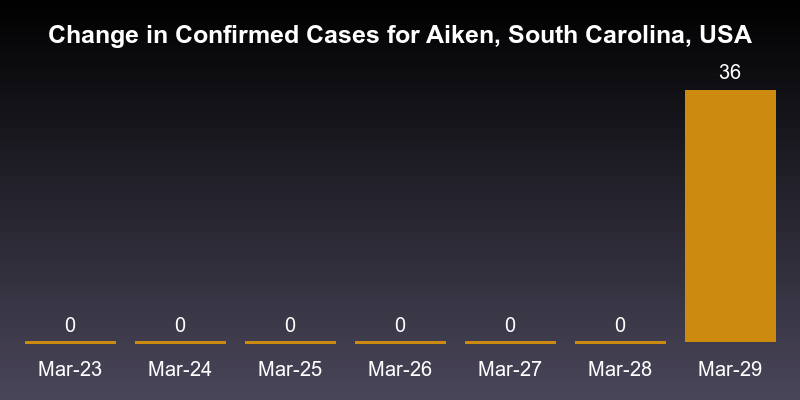 Change in Confirmed Cases for Aiken, South Carolina, USA
36
0 0 0 0 0 0
Mar-23 Mar-24 Mar-25 Mar-26 Mar-27 Mar-28 Mar-29